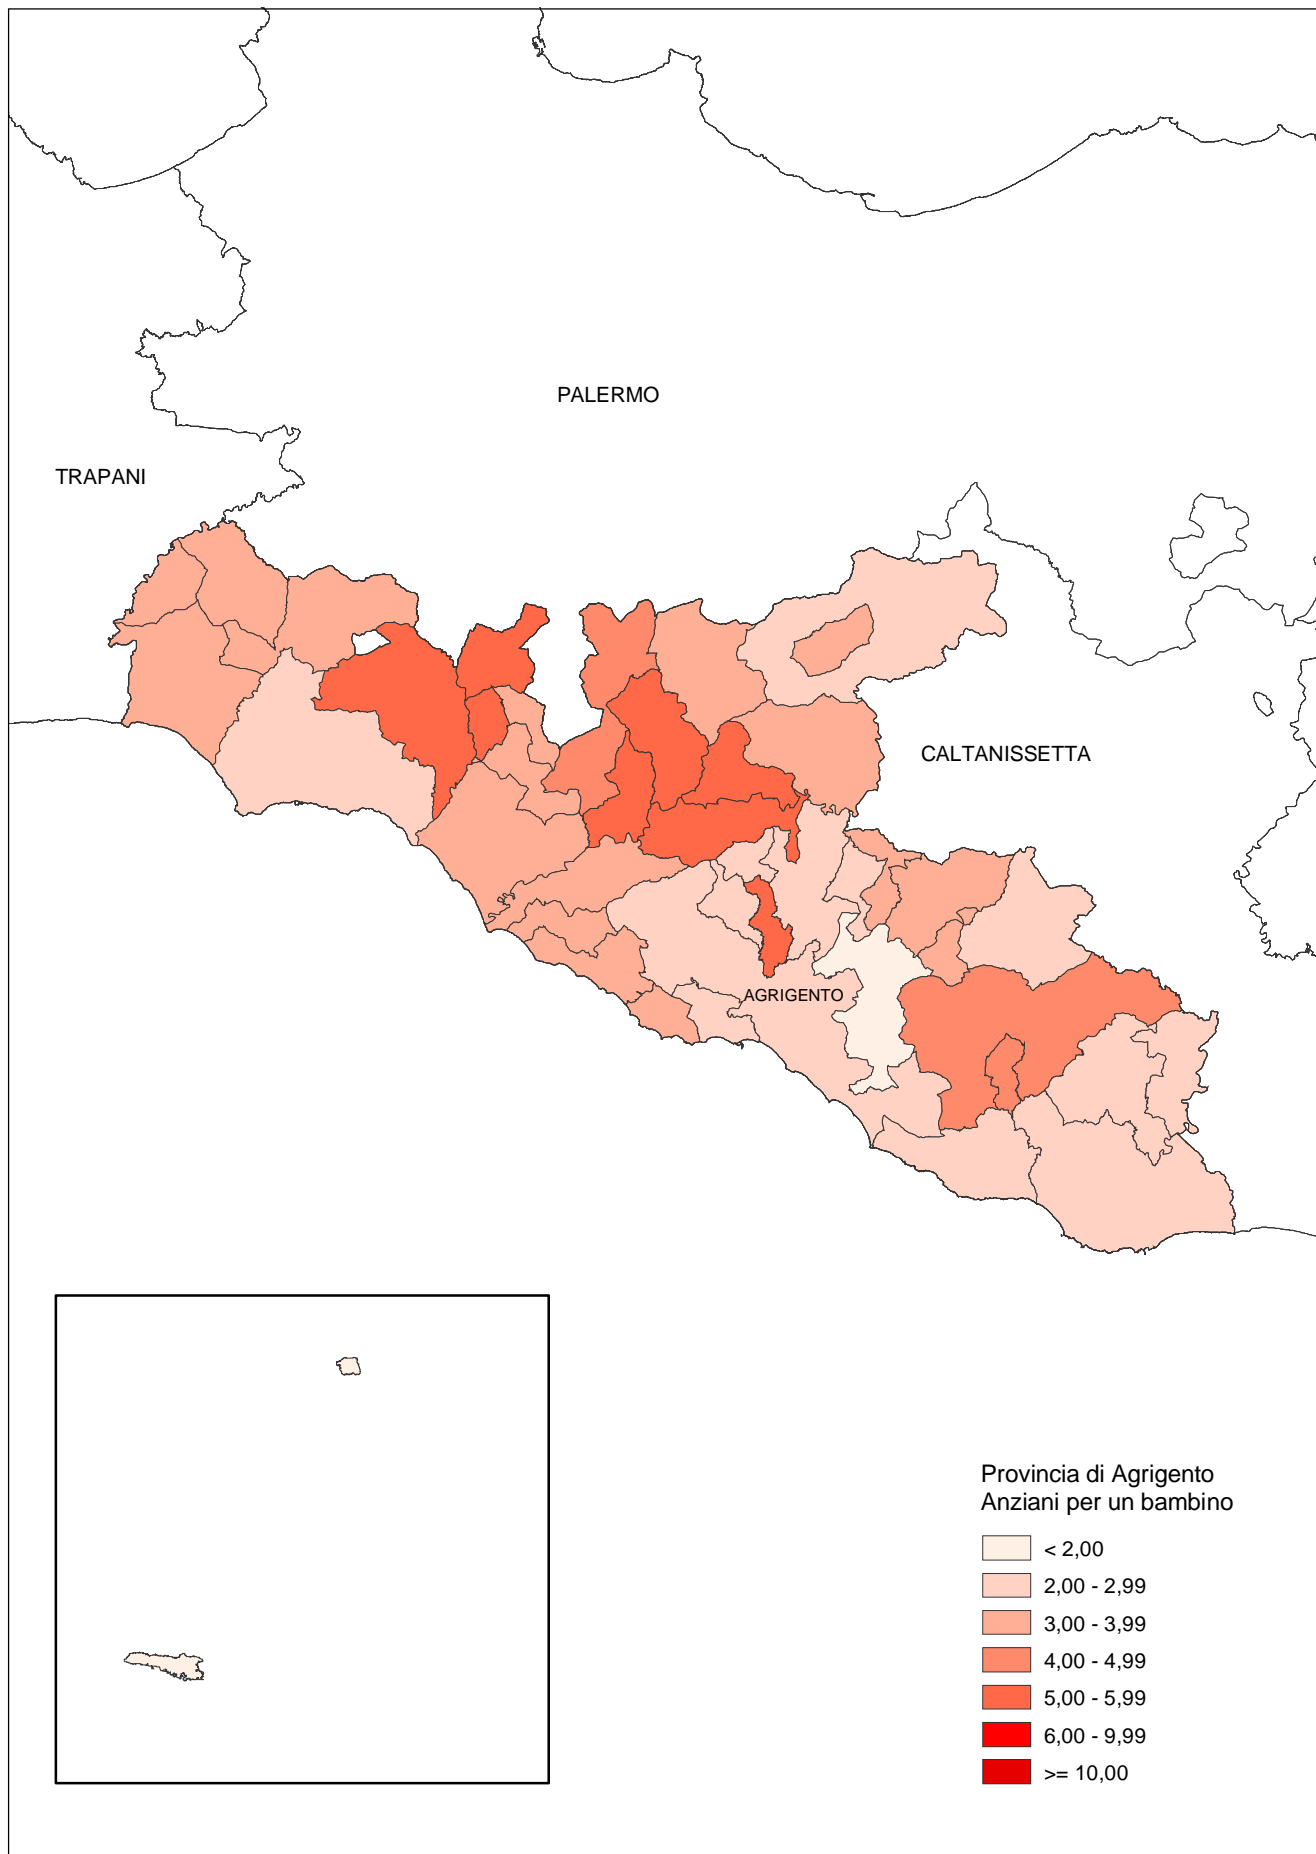 PALERMO
TRAPANI
CALTANISSETTA
AGRIGENTO
Provincia di Agrigento
Anziani per un bambino
< 2,00
2,00 - 2,99
3,00 - 3,99
4,00 - 4,99
5,00 - 5,99
6,00 - 9,99
>= 10,00